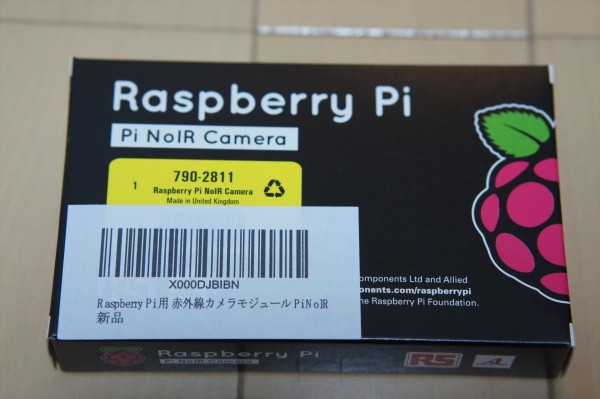 Raspberry Pi
Pi NoIR Camera
790-2811
1 Raspberry Pi NoIR Camera
Made in United Kingdom
X000DJBIBN
Raspberry Pi用 赤外線カメラモジュール PiNoIR
新品
omponents Ltd and Allied
onents.com/raspberrypi
he Raspberry Pi Foundation.
Raspberry Pi
Pi NoIR Camera
RS
A